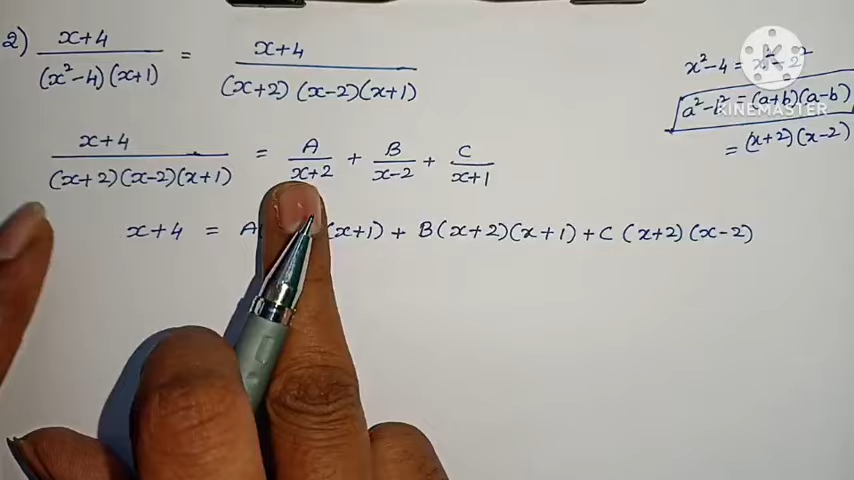 2) x+4 / (x²-4)(x+1) = x+4 / (x+2)(x-2)(x+1)
x+4 / (x+2)(x-2)(x+1) = A / x+2 + B / x-2 + C / x+1
x+4 = A (x+1) + B(x+2)(x+1) + C (x+2)(x-2)
x²-4 = x²-2²
a²-b² = (a+b)(a-b)
= (x+2)(x-2)
KINEMASTER